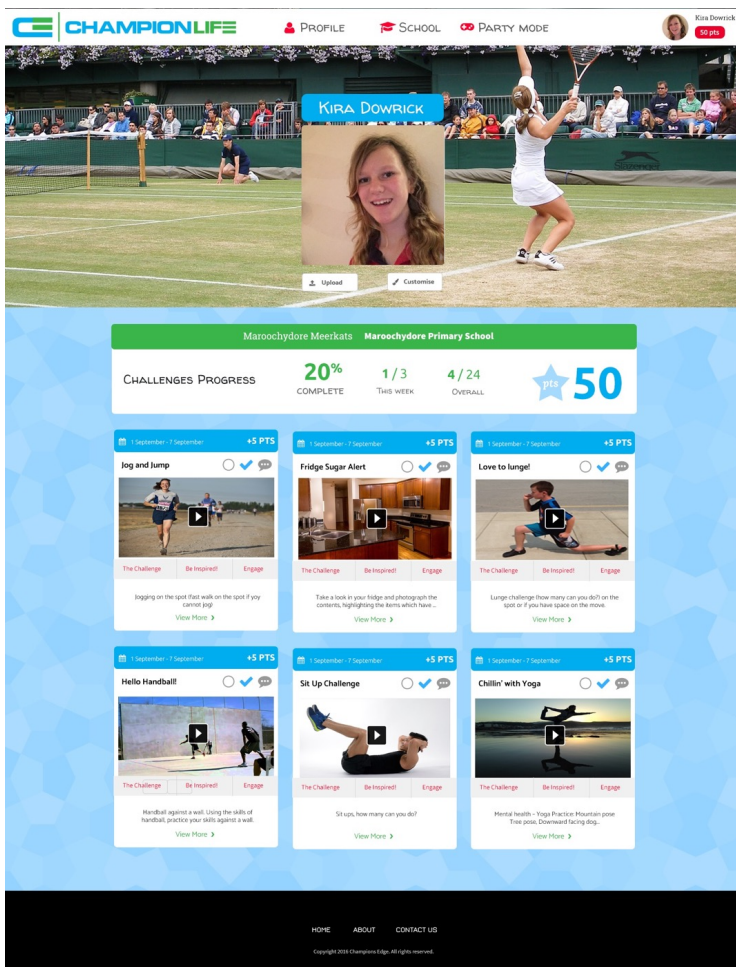 CHAMPIONLIFE
PROFILE
SCHOOL
PARTY MODE
Kira Dowrick
50 pts
KIRA DOWRICK
Upload
Customise
Maroochydore Meerkats Maroochydore Primary School
CHALLENGES PROGRESS
20%
COMPLETE
1 / 3
THIS WEEK
4 / 24
OVERALL
pts 50
1 September - 7 September +5 PTS
Jog and Jump
The Challenge Be Inspired! Engage
Jogging on the spot (fast walk on the spot if yoy
cannot jog)
View More
1 September - 7 September +5 PTS
Fridge Sugar Alert
The Challenge Be Inspired! Engage
Take a look in your fridge and photograph the
contents, highlighting the items which have ...
View More
1 September - 7 September +5 PTS
Love to lunge!
The Challenge Be Inspired! Engage
Lunge challenge (how many can you do?) on the
spot or if you have space on the move.
View More
1 September - 7 September +5 PTS
Hello Handball!
The Challenge Be Inspired! Engage
Handball against a wall. Using the skills of
handball, practice your skills against a wall.
View More
1 September - 7 September +5 PTS
Sit Up Challenge
The Challenge Be Inspired! Engage
Sit ups, how many can you do?
View More
1 September - 7 September +5 PTS
Chillin' with Yoga
The Challenge Be Inspired! Engage
Mental health – Yoga Practice: Mountain pose
Tree pose, Downward facing dog...
View More
HOME ABOUT CONTACT US
Copyright 2016 Champions Edge. All rights reserved.